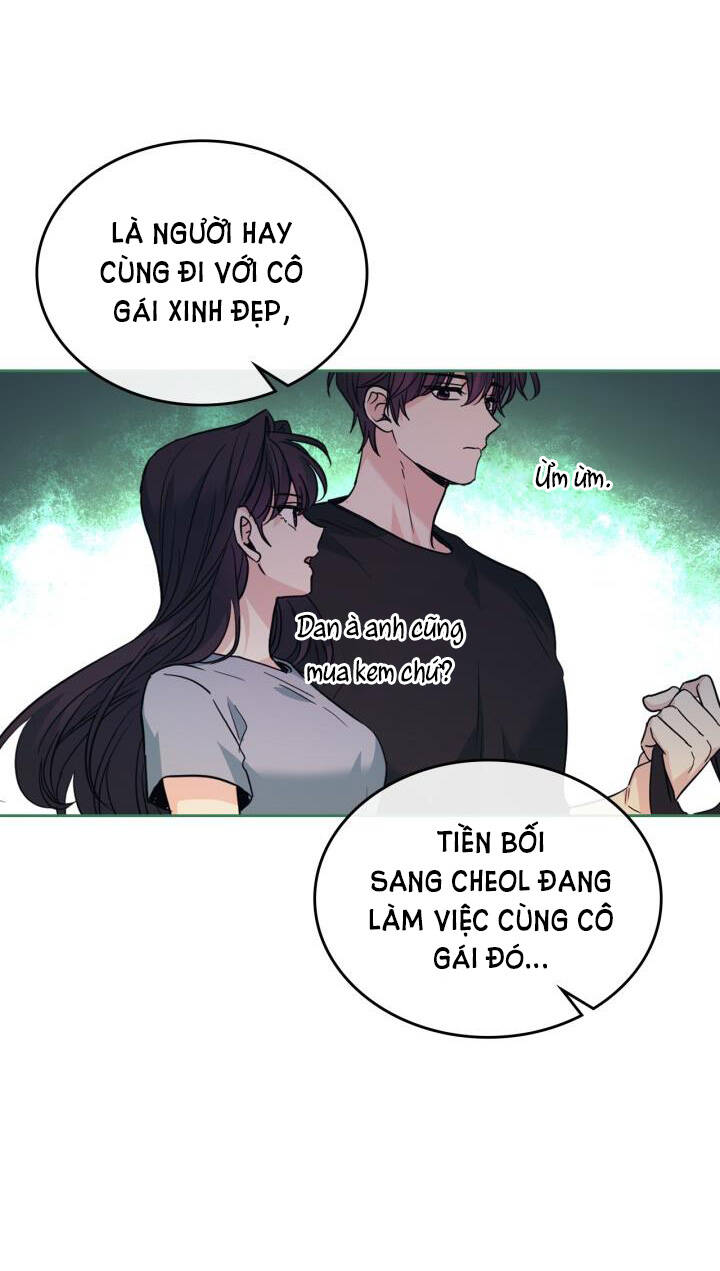 LÀ NGƯỜI HAY
CÙNG ĐI VỚI CÔ
GÁI XINH ĐẸP,
Ừm ừm.
Dan à anh cũng
mua kem chứ?
TIỀN BỐI
SANG CHEOL ĐANG
LÀM VIỆC CÙNG CÔ
GÁI ĐÓ...